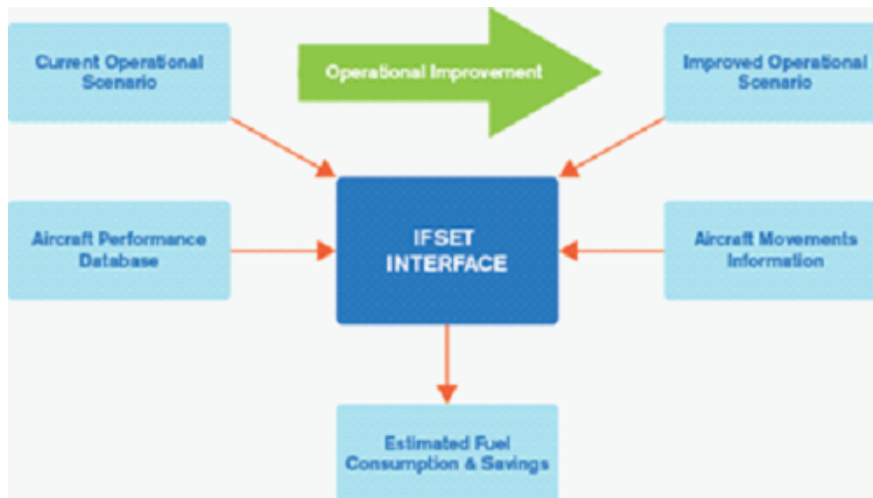 Current Operational
Scenario
Operational Improvement
Improved Operational
Scenario
Aircraft Performance
Database
IFSET
INTERFACE
Aircraft Movements
Information
Estimated Fuel
Consumption & Savings